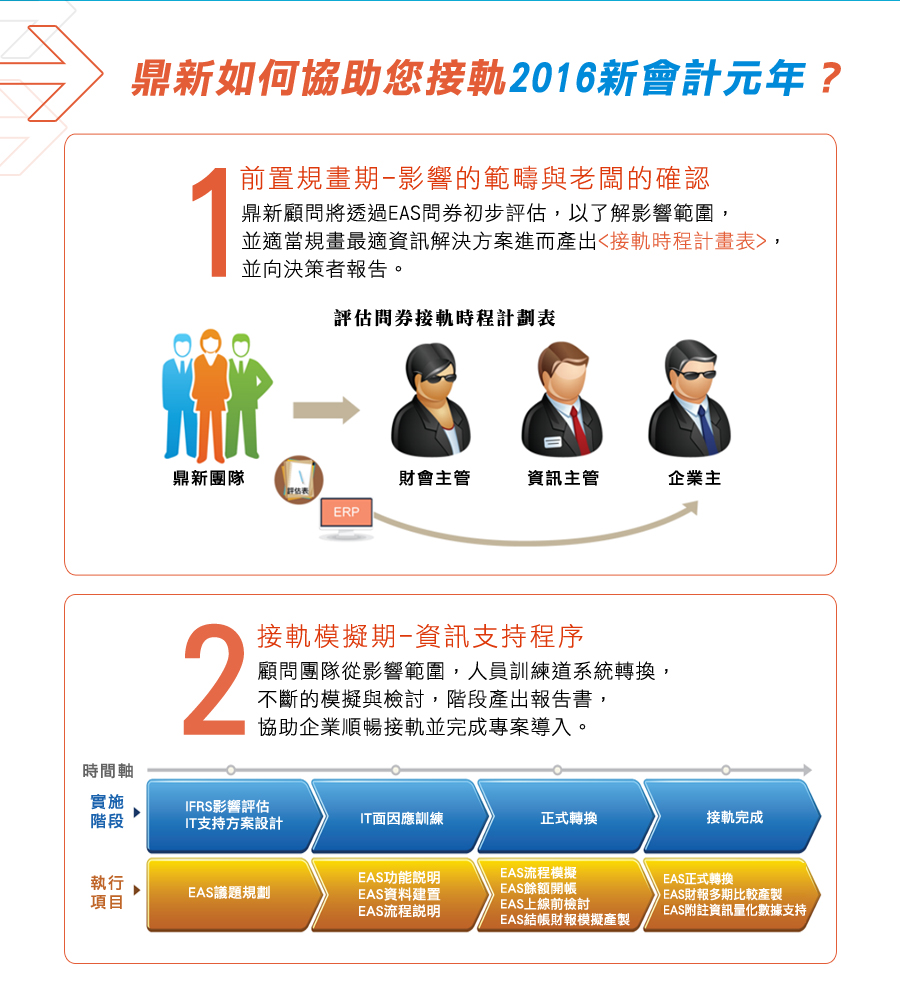 鼎新如何協助您接軌2016新會計元年？
1
前置規畫期-影響的範疇與老闆的確認
鼎新顧問將透過EAS問券初步評估，以了解影響範圍，
並適當規畫最適資訊解決方案進而產出<接軌時程計畫表>，
並向決策者報告。
評估問券接軌時程計劃表
鼎新團隊
評估表
財會主管
資訊主管
企業主
ERP
2
接軌模擬期-資訊支持程序
顧問團隊從影響範圍，人員訓練道系統轉換，
不斷的模擬與檢討，階段產出報告書，
協助企業順暢接軌並完成專案導入。
時間軸
實施
階段
IFRS影響評估
IT支持方案設計
IT面因應訓練
正式轉換
接軌完成
執行
項目
EAS議題規劃
EAS功能說明
EAS資料建置
EAS流程說明
EAS流程模擬
EAS餘額開帳
EAS上線前檢討
EAS結帳財報模擬產製
EAS正式轉換
EAS財報多期比較產製
EAS附註資訊量化數據支持